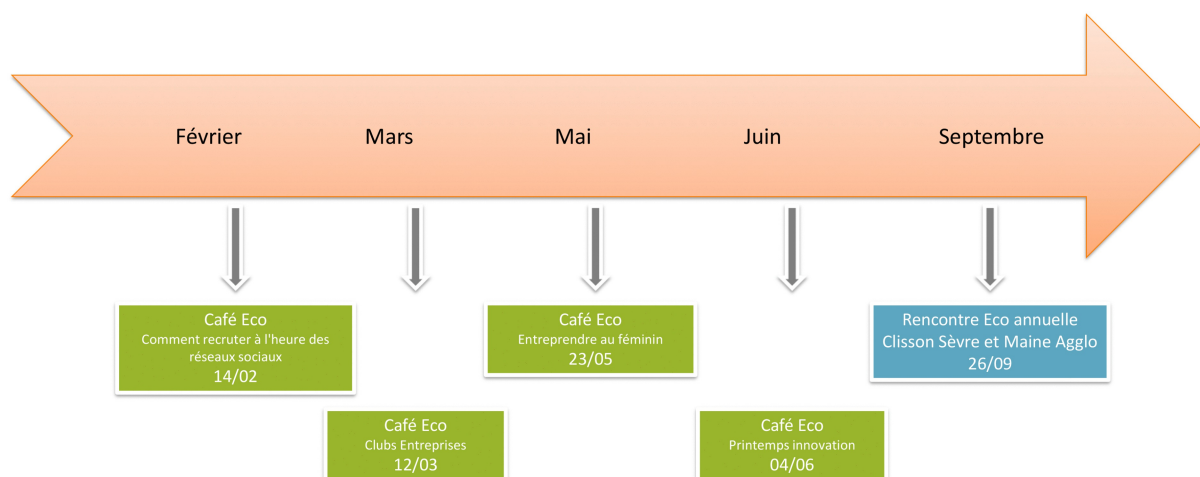 Février
Mars
Mai
Juin
Septembre
Café Eco
Comment recruter à l'heure des
réseaux sociaux
14/02
Café Eco
Clubs Entreprises
12/03
Café Eco
Entreprendre au féminin
23/05
Café Eco
Printemps innovation
04/06
Rencontre Eco annuelle
Clisson Sèvre et Maine Agglo
26/09